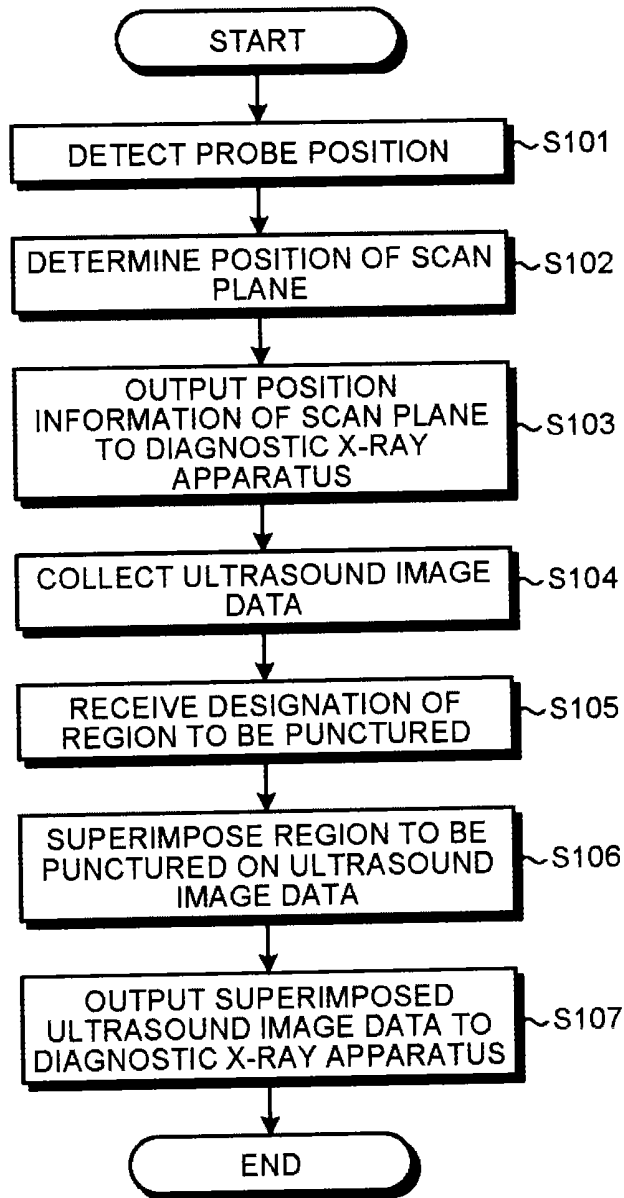 START
DETECT PROBE POSITION
S101
DETERMINE POSITION OF SCAN
PLANE
S102
OUTPUT POSITION
INFORMATION OF SCAN PLANE
TO DIAGNOSTIC X-RAY
APPARATUS
S103
COLLECT ULTRASOUND IMAGE
DATA
S104
RECEIVE DESIGNATION OF
REGION TO BE PUNCTURED
S105
SUPERIMPOSE REGION TO BE
PUNCTURED ON ULTRASOUND
IMAGE DATA
S106
OUTPUT SUPERIMPOSED
ULTRASOUND IMAGE DATA TO
DIAGNOSTIC X-RAY APPARATUS
S107
END